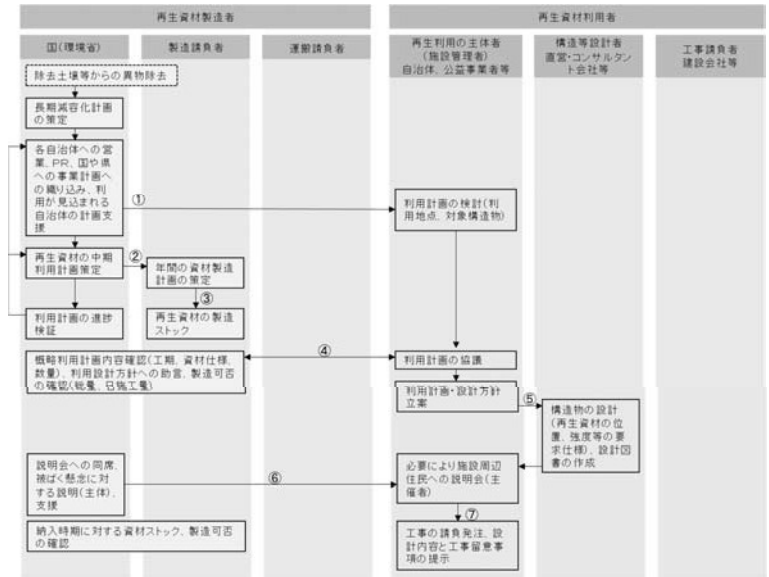 再生資材製造者
再生資材利用者
国(環境省)
製造請負者
運搬請負者
再生利用の主体者
(施設管理者)
自治体、公益事業者等
構造等設計者
直営・コンサルタン
ト会社等
工事請負者
建設会社等
除去土壌等からの異物除去
長期減容化計画
の策定
各自治体への営
業、PR、国や県
への事業計画へ
の織り込み、利
用が見込まれる
自治体の計画支
援
①
利用計画の検討(利
用地点、対象構造物)
再生資材の中期
利用計画策定
②
年間の資材製造
計画の策定
③
利用計画の進捗
検証
再生資材の製造
ストック
概略利用計画内容確認(工期、資材仕様、
数量)、利用設計方針への助言、製造可否
の確認(総量、日施工量)
④
利用計画の協議
利用計画・設計方針
立案
⑤
構造物の設計
(再生資材の位
置、強度等の要
求仕様)、設計図
書の作成
説明会への同席、
被ばく懸念に対
する説明(主体)、
支援
⑥
必要により施設周辺
住民への説明会(主
催者)
⑦
納入時期に対する資材ストック、製造可否
の確認
工事の請負発注、設
計内容と工事留意事
項の提示